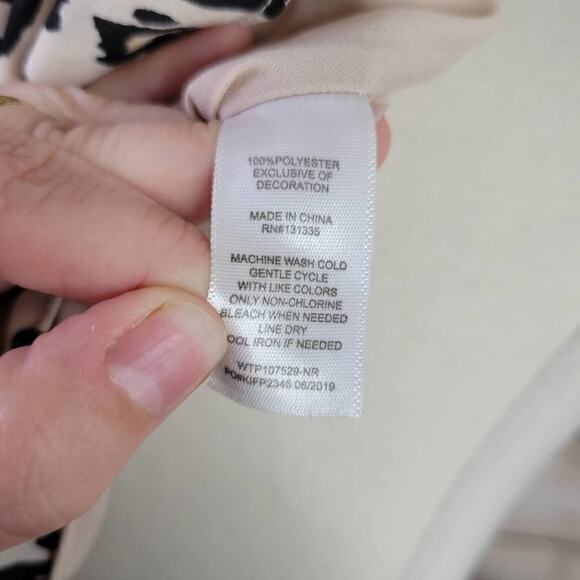 100%POLYESTER
EXCLUSIVE OF
DECORATION
MADE IN CHINA
RN#131335
MACHINE WASH COLD
GENTLE CYCLE
WITH LIKE COLORS
ONLY NON-CHLORINE
BLEACH WHEN NEEDED
LINE DRY
OOL IRON IF NEEDED
WTP107529-NR
PO#KIFP2346 06/2019